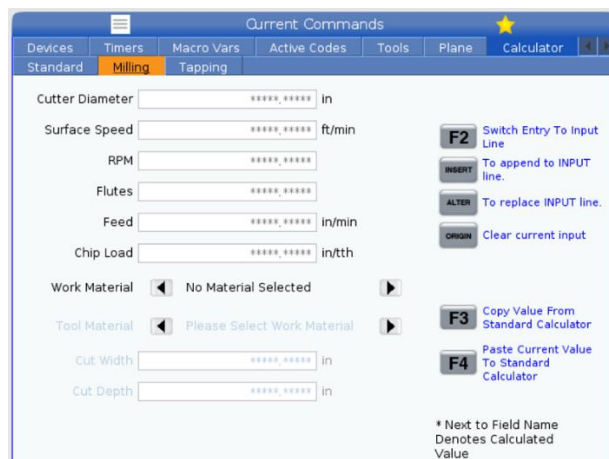 Current Commands
Devices Timers Macro Vars Active Codes Tools Plane Calculator
Standard Milling Tapping
Cutter Diameter *****.***** in
Surface Speed *****.***** ft/min
RPM *****.*****
Flutes *****.*****
Feed *****.***** in/min
Chip Load *****.***** in/tth
Work Material No Material Selected
Tool Material Please Select Work Material
Cut Width *****.***** in
Cut Depth *****.***** in
F2 Switch Entry To Input
Line
INSERT To append to INPUT
line.
ALTER To replace INPUT line.
ORIGIN Clear current input
F3 Copy Value From
Standard Calculator
F4 Paste Current Value
To Standard
Calculator
* Next to Field Name
Denotes Calculated
Value